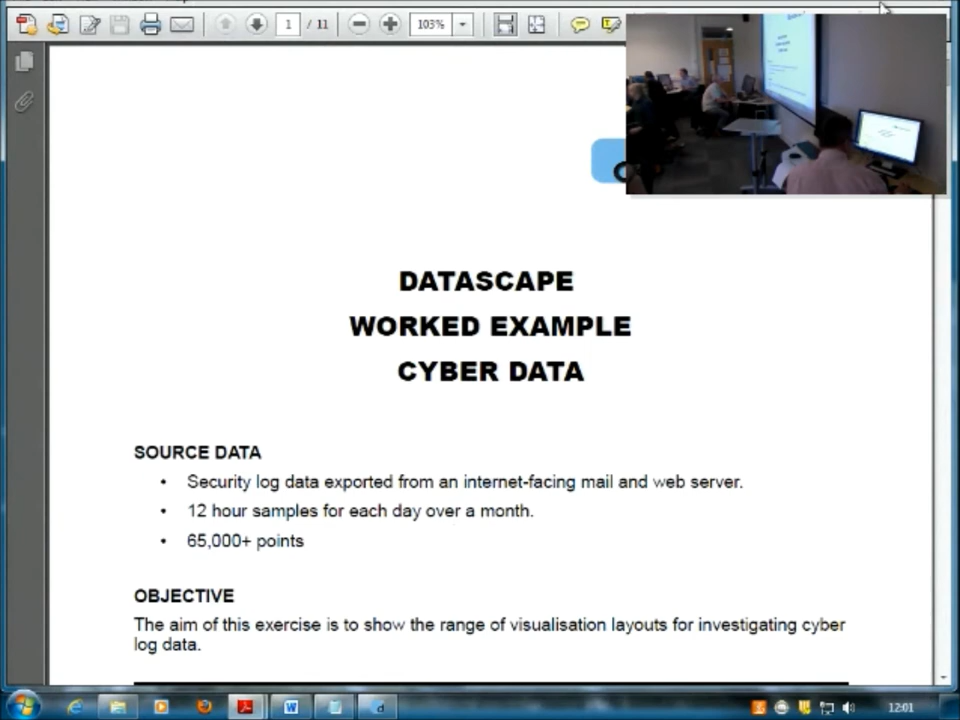 1 / 11
103%
DATASCAPE
WORKED EXAMPLE
CYBER DATA
SOURCE DATA
• Security log data exported from an internet-facing mail and web server.
• 12 hour samples for each day over a month.
• 65,000+ points
OBJECTIVE
The aim of this exercise is to show the range of visualisation layouts for investigating cyber
log data.
12:01